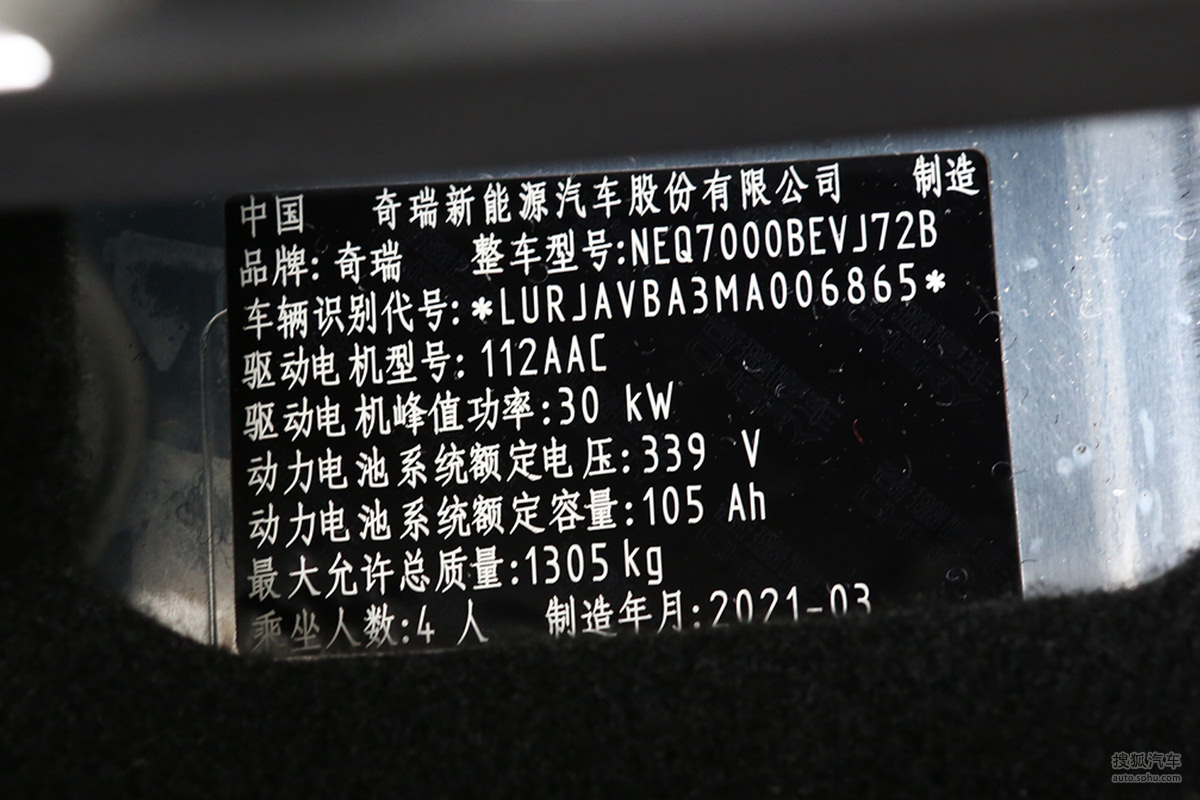 中国 奇瑞新能源汽车股份有限公司 制造
品牌: 奇瑞 整车型号:NEQ7000BEVJ72B
车辆识别代号:*LURJAVBA3MA006865*
驱动电机型号: 112AAC
驱动电机峰值功率:30 kW
动力电池系统额定电压:339 V
动力电池系统额定容量:105 Ah
最大允许总质量:1305kg
乘坐人数:4 人 制造年月:2021-03
搜狐汽车
auto.sohu.com